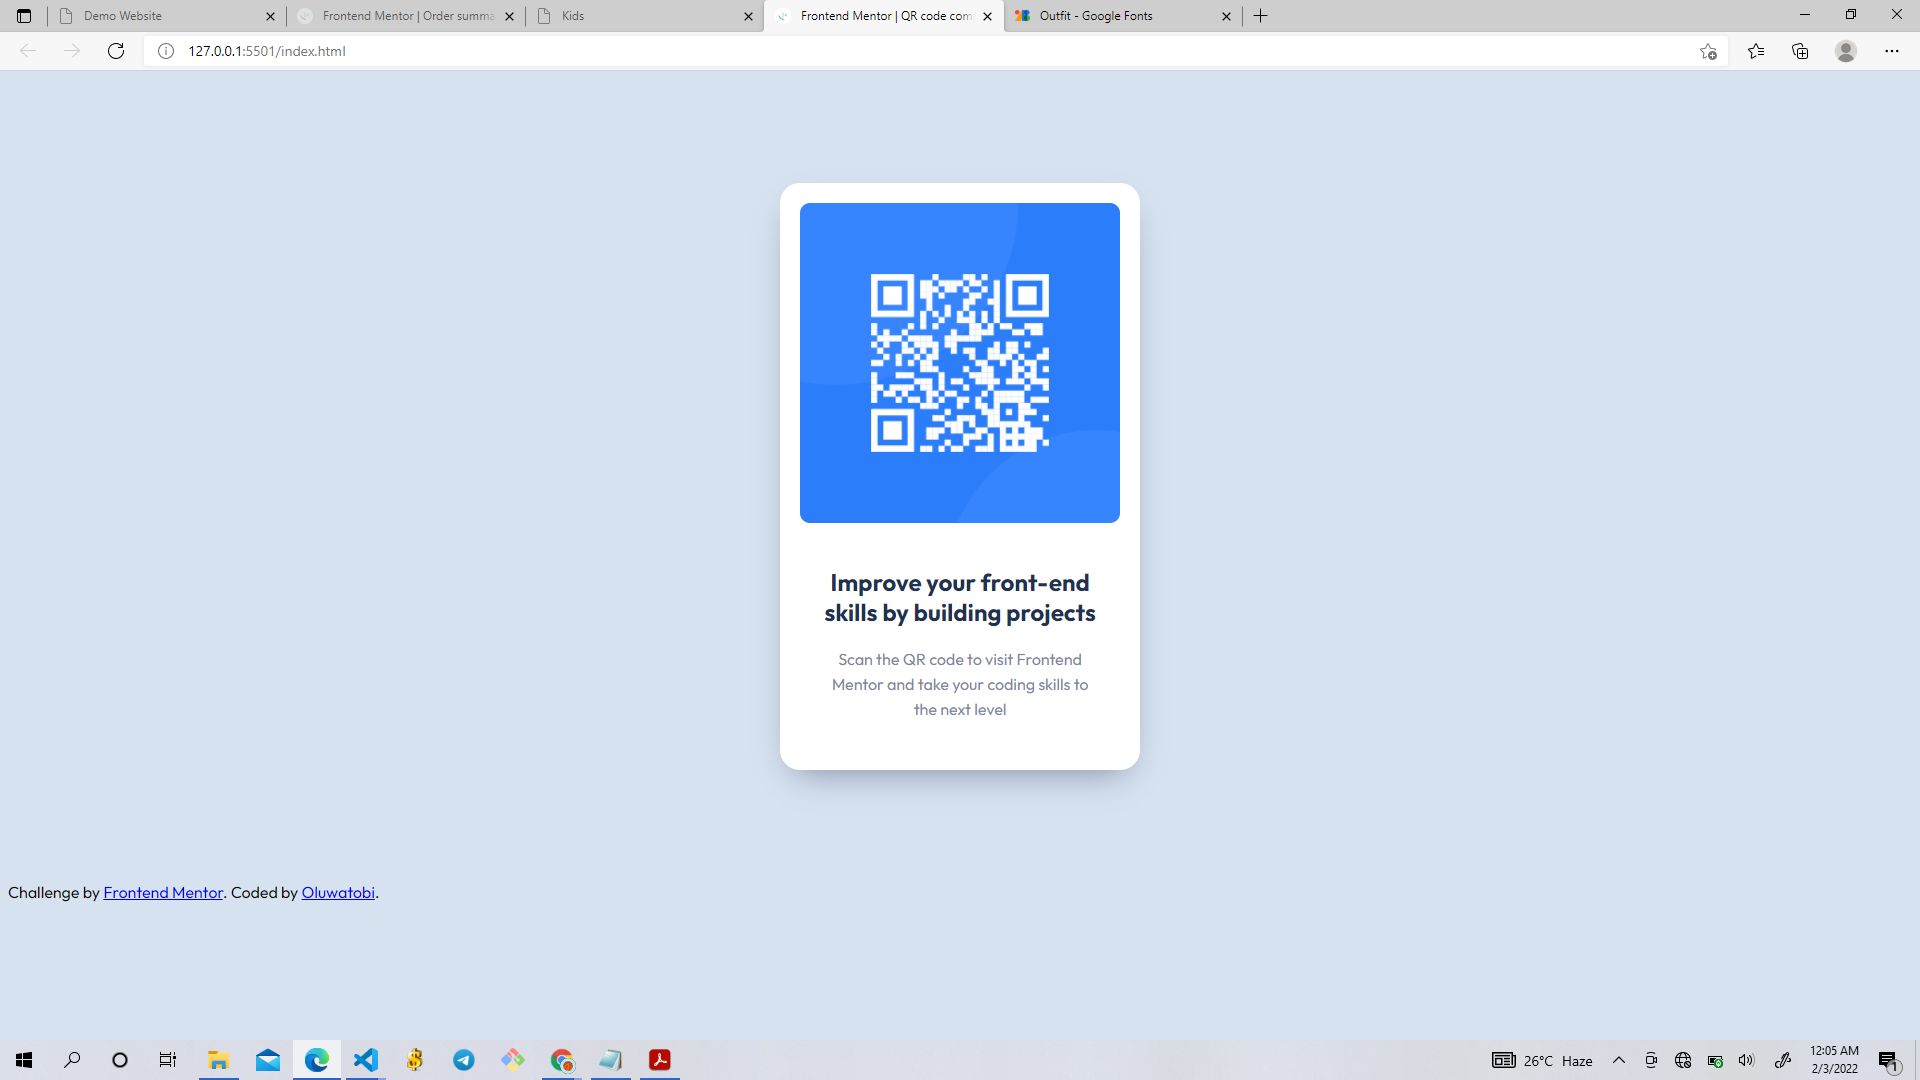 Demo Website
Frontend Mentor | Order summa
Kids
Frontend Mentor | QR code com
Outfit - Google Fonts
127.0.0.1:5501/index.html
Improve your front-end
skills by building projects
Scan the QR code to visit Frontend
Mentor and take your coding skills to
the next level
Challenge by Frontend Mentor. Coded by Oluwatobi.
26°C Haze
12:05 AM
2/3/2022
1